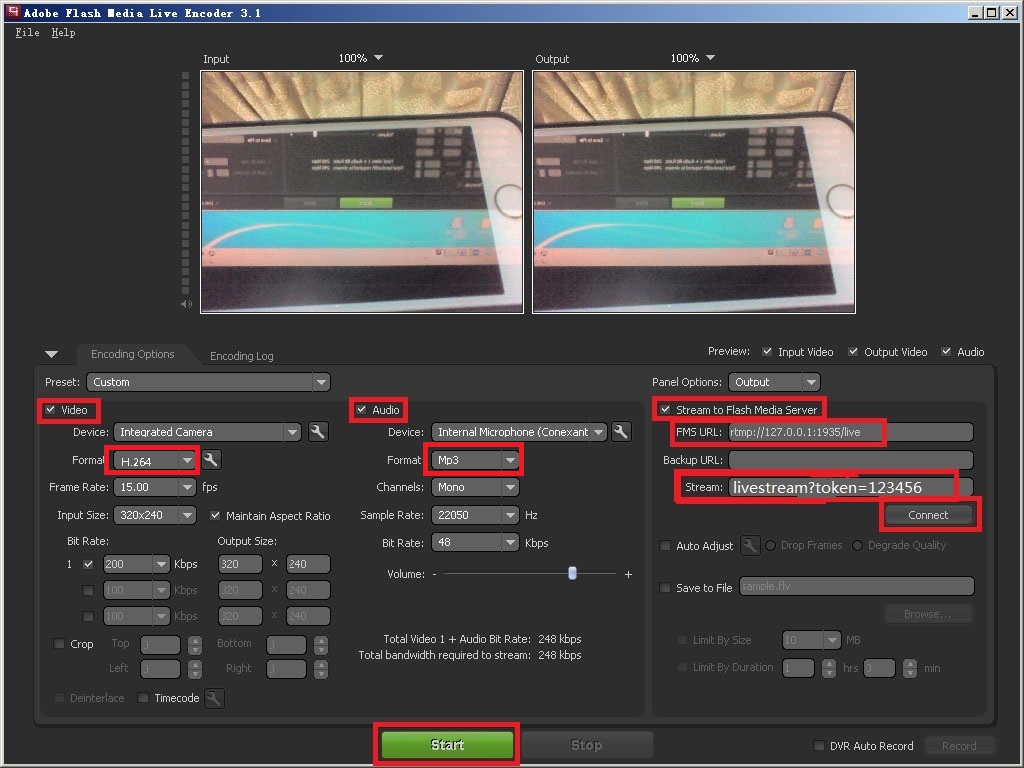 Adobe Flash Media Live Encoder 3.1
File Help
Input 100% Output 100%
Encoding Options Encoding Log Preview: Input Video Output Video Audio
Preset: Custom Panel Options: Output
Video Audio Stream to Flash Media Server
Device: Integrated Camera Device: Internal Microphone (Conexant FMS URL: rtmp://127.0.0.1:1935/live
Format H.264 Format Mp3 Backup URL:
Frame Rate: 15.00 fps Channels: Mono Stream: livestream?token=123456
Input Size: 320x240 Maintain Aspect Ratio Sample Rate: 22050 Hz Connect
Bit Rate: Output Size: Bit Rate: 48 Kbps Auto Adjust Drop Frames Degrade Quality
1 200 Kbps 320 x 240 Volume: - +
100 Kbps 320 x 240 Save to File sample.flv
100 Kbps 320 x 240 Browse...
Crop Top 0 Bottom 0 Total Video 1 + Audio Bit Rate: 248 kbps Limit By Size 10 MB
Left 0 Right 0 Total bandwidth required to stream: 248 kbps Limit By Duration 1 hrs 0 min
Deinterlace Timecode
Start Stop DVR Auto Record Record